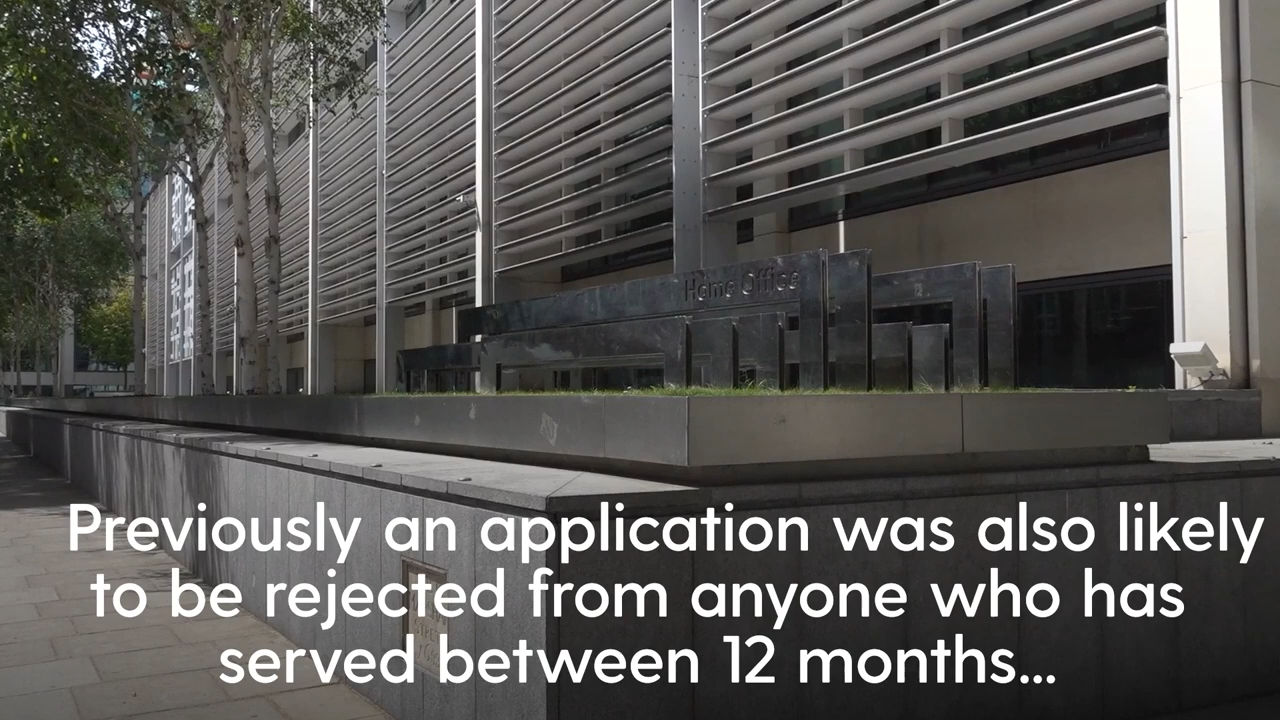 Home Office
Previously an application was also likely
to be rejected from anyone who has
served between 12 months...